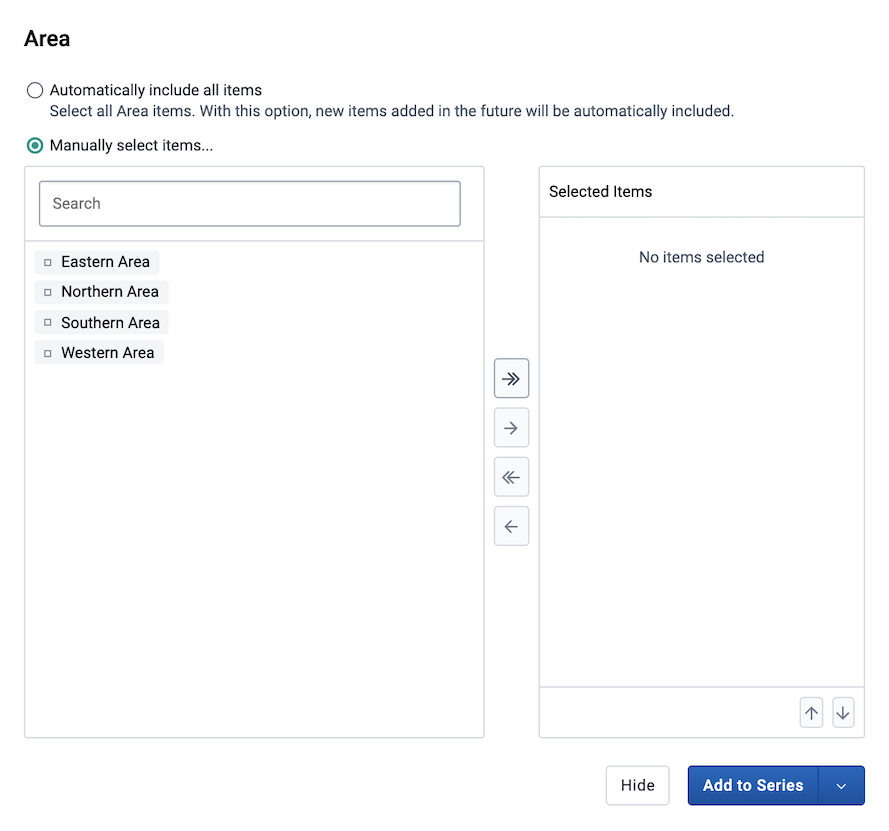 Area
Automatically include all items
Select all Area items. With this option, new items added in the future will be automatically included.
Manually select items...
Search
Eastern Area
Northern Area
Southern Area
Western Area
Selected Items
No items selected
Hide
Add to Series